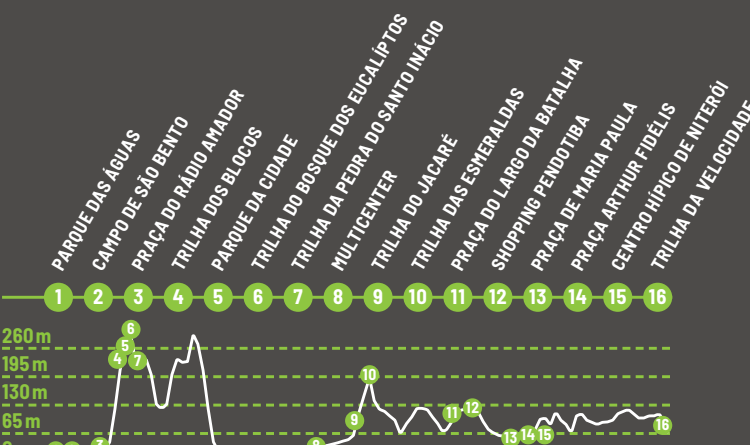 PARQUE DAS ÁGUAS
CAMPO DE SÃO BENTO
PRAÇA DO RÁDIO AMADOR
TRILHA DOS BLOCOS
PARQUE DA CIDADE
TRILHA DO BOSQUE DOS EUCALÍPTOS
TRILHA DA PEDRA DO SANTO INÁCIO
MULTICENTER
TRILHA DO JACARÉ
TRILHA DAS ESMERALDAS
PRAÇA DO LARGO DA BATALHA
SHOPPING PENDOTIBA
PRAÇA DE MARIA PAULA
PRAÇA ARTHUR FIDÉLIS
CENTRO HÍPICO DE NITERÓI
TRILHA DA VELOCIDADE
1 2 3 4 5 6 7 8 9 10 11 12 13 14 15 16
260 m
6
5
4 7
195 m
10
130 m
11 12
9
65 m
16
13 14 15
3
8